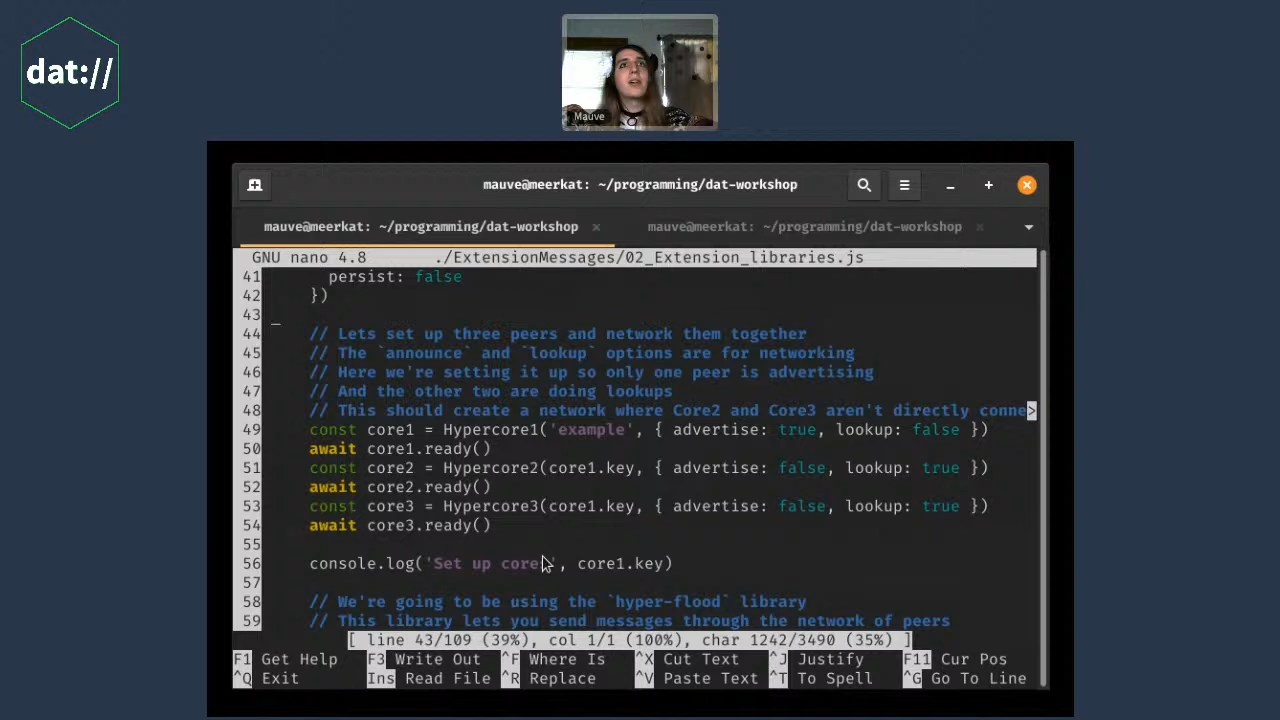 dat://
Mauve
mauve@meerkat: ~/programming/dat-workshop
mauve@meerkat: ~/programming/dat-workshop
mauve@meerkat: ~/programming/dat-workshop
GNU nano 4.8 ./ExtensionMessages/02_Extension_libraries.js
41 persist: false
42 })
43
44 // Lets set up three peers and network them together
45 // The `announce` and `lookup` options are for networking
46 // Here we're setting it up so only one peer is advertising
47 // And the other two are doing lookups
48 // This should create a network where Core2 and Core3 aren't directly conne>
49 const core1 = Hypercore1('example', { advertise: true, lookup: false })
50 await core1.ready()
51 const core2 = Hypercore2(core1.key, { advertise: false, lookup: true })
52 await core2.ready()
53 const core3 = Hypercore3(core1.key, { advertise: false, lookup: true })
54 await core3.ready()
55
56 console.log('Set up core', core1.key)
57
58 // We're going to be using the `hyper-flood` library
59 // This library lets you send messages through the network of peers
[ line 43/109 (39%), col 1/1 (100%), char 1242/3490 (35%) ]
F1 Get Help F3 Write Out ^F Where Is ^X Cut Text ^J Justify F11 Cur Pos
^Q Exit Ins Read File ^R Replace ^V Paste Text ^T To Spell ^G Go To Line